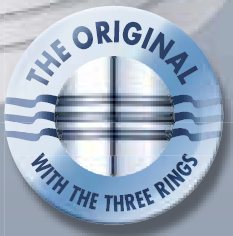 THE ORIGINAL
WITH THE THREE RINGS